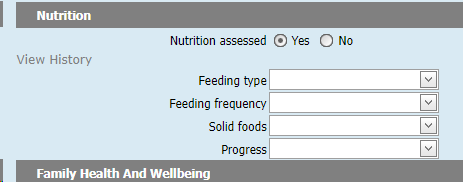 Nutrition
Nutrition assessed Yes No
View History
Feeding type
Feeding frequency
Solid foods
Progress
Family Health And Wellbeing